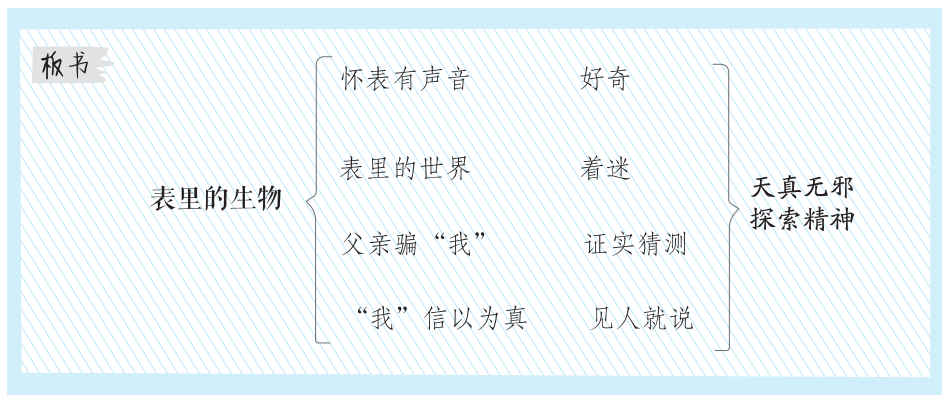 板书
怀表有声音 好奇
表里的世界 着迷
表里的生物
天真无邪
探索精神
父亲骗“我” 证实猜测
“我”信以为真 见人就说